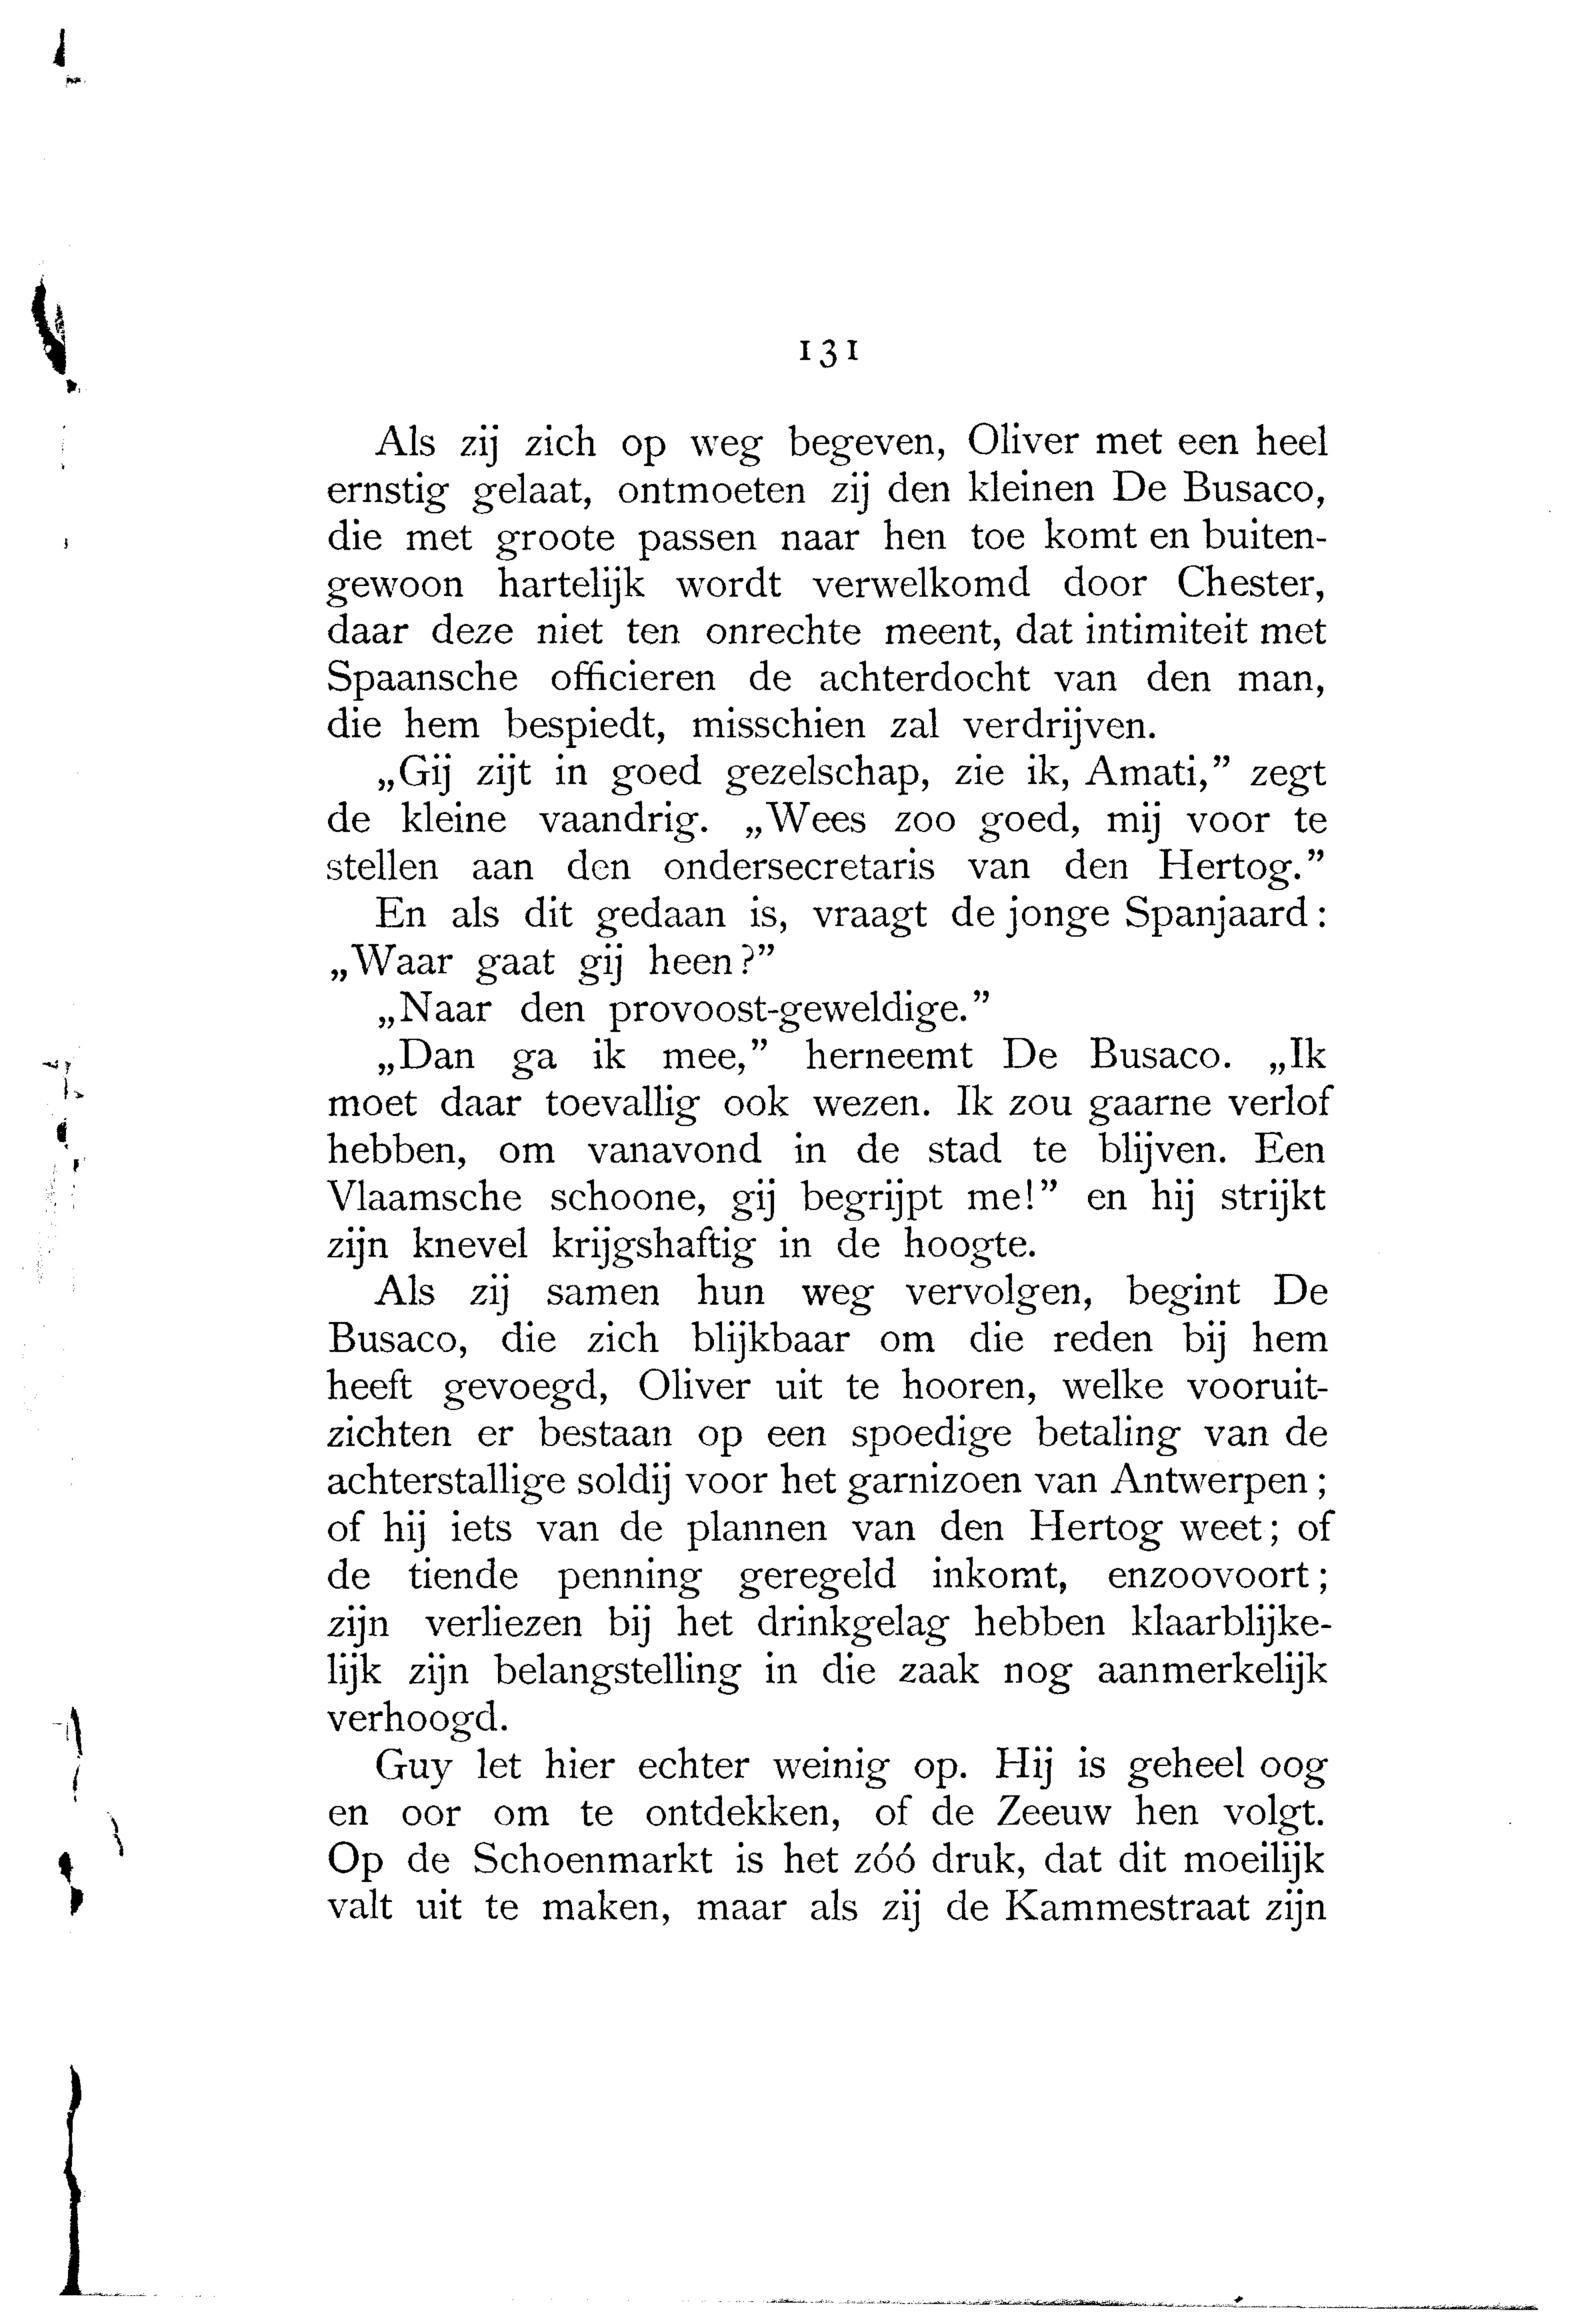 131
Als zij zich op weg begeven, Oliver met een heel
ernstig gelaat, ontmoeten zij den kleinen De Busaco,
die met groote passen naar hen toe komt en buiten-
gewoon hartelijk wordt verwelkomd door Chester,
daar deze niet ten onrechte meent, dat intimiteit met
Spaansche officieren de achterdocht van den man,
die hem bespiedt, misschien zal verdrijven.
„Gij zijt in goed gezelschap, zie ik, Amati,” zegt
de kleine vaandrig. „Wees zoo goed, mij voor te
stellen aan den ondersecretaris van den Hertog.”
En als dit gedaan is, vraagt de jonge Spanjaard:
„Waar gaat gij heen?”
„Naar den provoost-geweldige.”
„Dan ga ik mee,” herneemt De Busaco. „Ik
moet daar toevallig ook wezen. Ik zou gaarne verlof
hebben, om vanavond in de stad te blijven. Een
Vlaamsche schoone, gij begrijpt me!” en hij strijkt
zijn knevel krijgshaftig in de hoogte.
Als zij samen hun weg vervolgen, begint De
Busaco, die zich blijkbaar om die reden bij hem
heeft gevoegd, Oliver uit te hooren, welke vooruit-
zichten er bestaan op een spoedige betaling van de
achterstallige soldij voor het garnizoen van Antwerpen;
of hij iets van de plannen van den Hertog weet; of
de tiende penning geregeld inkomt, enzoovoort;
zijn verliezen bij het drinkgelag hebben klaarblijke-
lijk zijn belangstelling in die zaak nog aanmerkelijk
verhoogd.
Guy let hier echter weinig op. Hij is geheel oog
en oor om te ontdekken, of de Zeeuw hen volgt.
Op de Schoenmarkt is het zóó druk, dat dit moeilijk
valt uit te maken, maar als zij de Kammestraat zijn